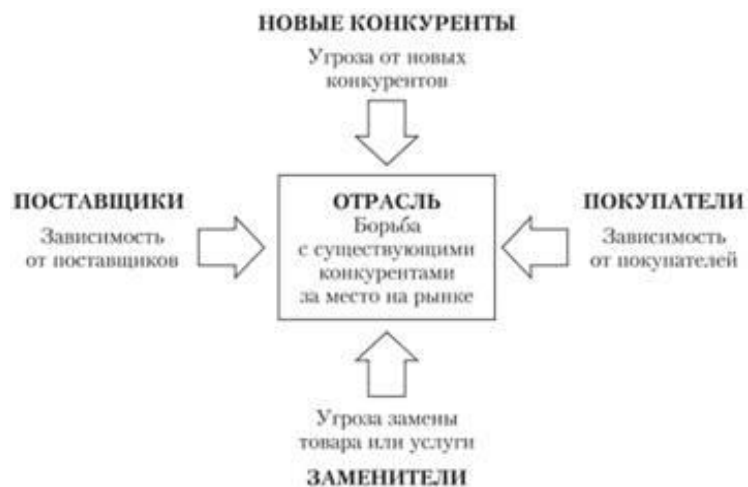 НОВЫЕ КОНКУРЕНТЫ
Угроза от новых
конкурентов
ПОСТАВЩИКИ
Зависимость
от поставщиков
ОТРАСЛЬ
Борьба
с существующими
конкурентами
за место на рынке
ПОКУПАТЕЛИ
Зависимость
от покупателей
Угроза замены
товара или услуги
ЗАМЕНИТЕЛИ